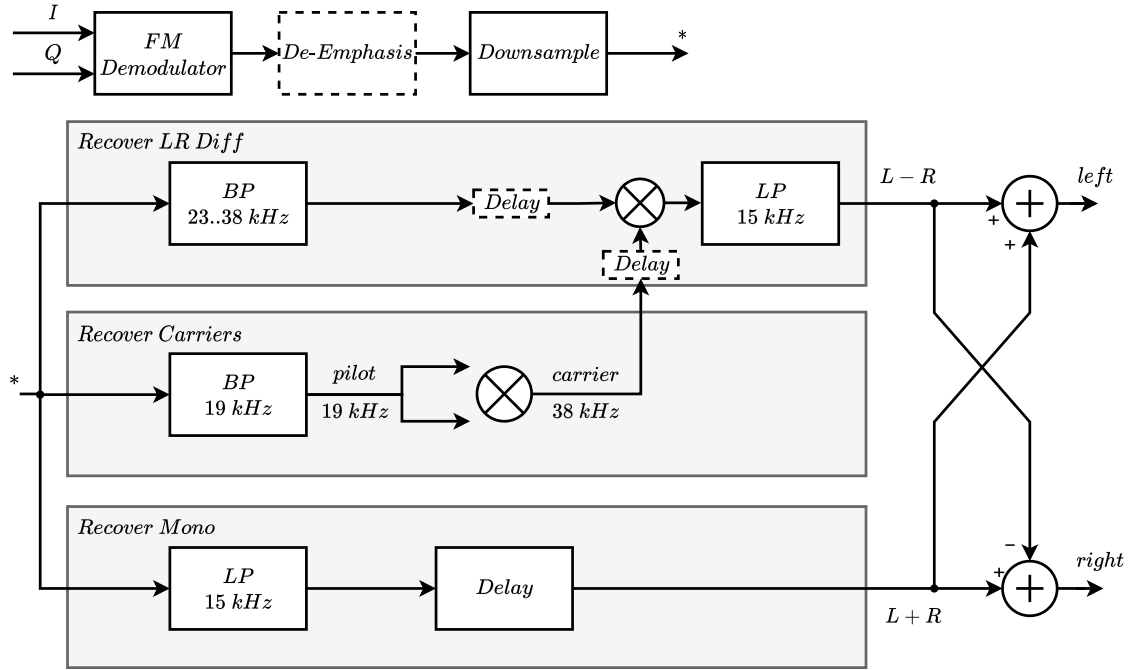 I
Q
FM
Demodulator
De-Emphasis
Downsample
*
Recover LR Diff
BP
23..38 kHz
Delay
LP
15 kHz
L − R
left
+
+
+
Delay
Recover Carriers
*
BP
19 kHz
pilot
19 kHz
carrier
38 kHz
Recover Mono
LP
15 kHz
Delay
L + R
−
+
+
right